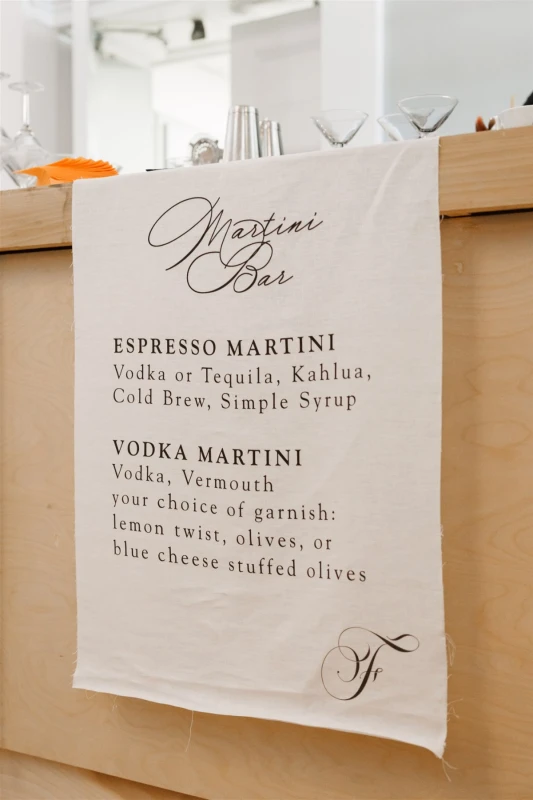 Martini
Bar
ESPRESSO MARTINI
Vodka or Tequila, Kahlua,
Cold Brew, Simple Syrup
VODKA MARTINI
Vodka, Vermouth
your choice of garnish:
lemon twist, olives, or
blue cheese stuffed olives
F